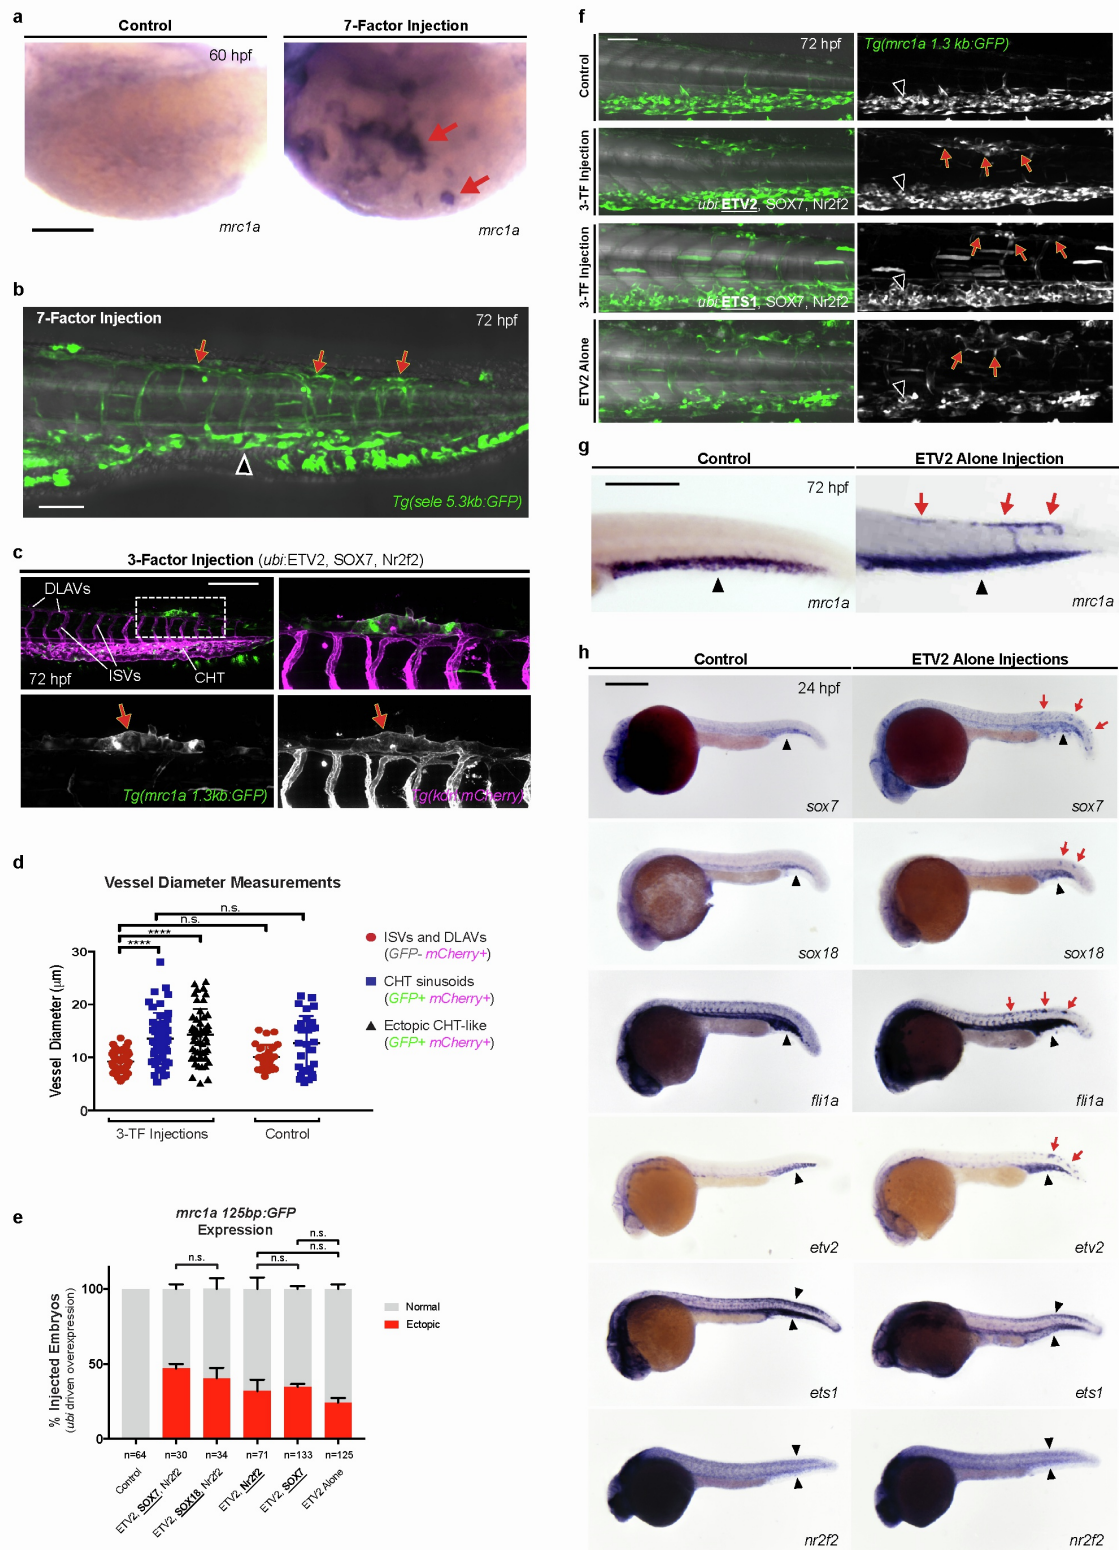 a
Control
7-Factor Injection
60 hpf
mrc1a
mrc1a
b
7-Factor Injection
72 hpf
Tg(sele 5.3kb:GFP)
c
3-Factor Injection (ubi:ETV2, SOX7, Nr2f2)
DLAVs
ISVs
CHT
72 hpf
Tg(mrc1a 1.3kb:GFP)
Tg(kdrl:mCherry)
d
Vessel Diameter Measurements
n.s.
n.s.
****
****
30
20
10
0
Vessel Diameter (μm)
3-TF Injections
Control
ISVs and DLAVs
(GFP- mCherry+)
CHT sinusoids
(GFP+ mCherry+)
Ectopic CHT-like
(GFP+ mCherry+)
e
mrc1a 125bp:GFP
Expression
n.s.
n.s.
n.s.
n.s.
100
50
0
% Injected Embryos
(ubi driven overexpression)
Normal
Ectopic
n=64
n=30
n=34
n=71
n=133
n=125
Control
ETV2, SOX7, Nr2f2
ETV2, SOX18, Nr2f2
ETV2, Nr2f2
ETV2, SOX7
ETV2 Alone
f
Control
72 hpf
Tg(mrc1a 1.3 kb:GFP)
3-TF Injection
ubi:ETV2, SOX7, Nr2f2
3-TF Injection
ubi:ETS1, SOX7, Nr2f2
ETV2 Alone
g
Control
ETV2 Alone Injection
72 hpf
mrc1a
mrc1a
h
Control
ETV2 Alone Injections
24 hpf
sox7
sox7
sox18
sox18
fli1a
fli1a
etv2
etv2
ets1
ets1
nr2f2
nr2f2